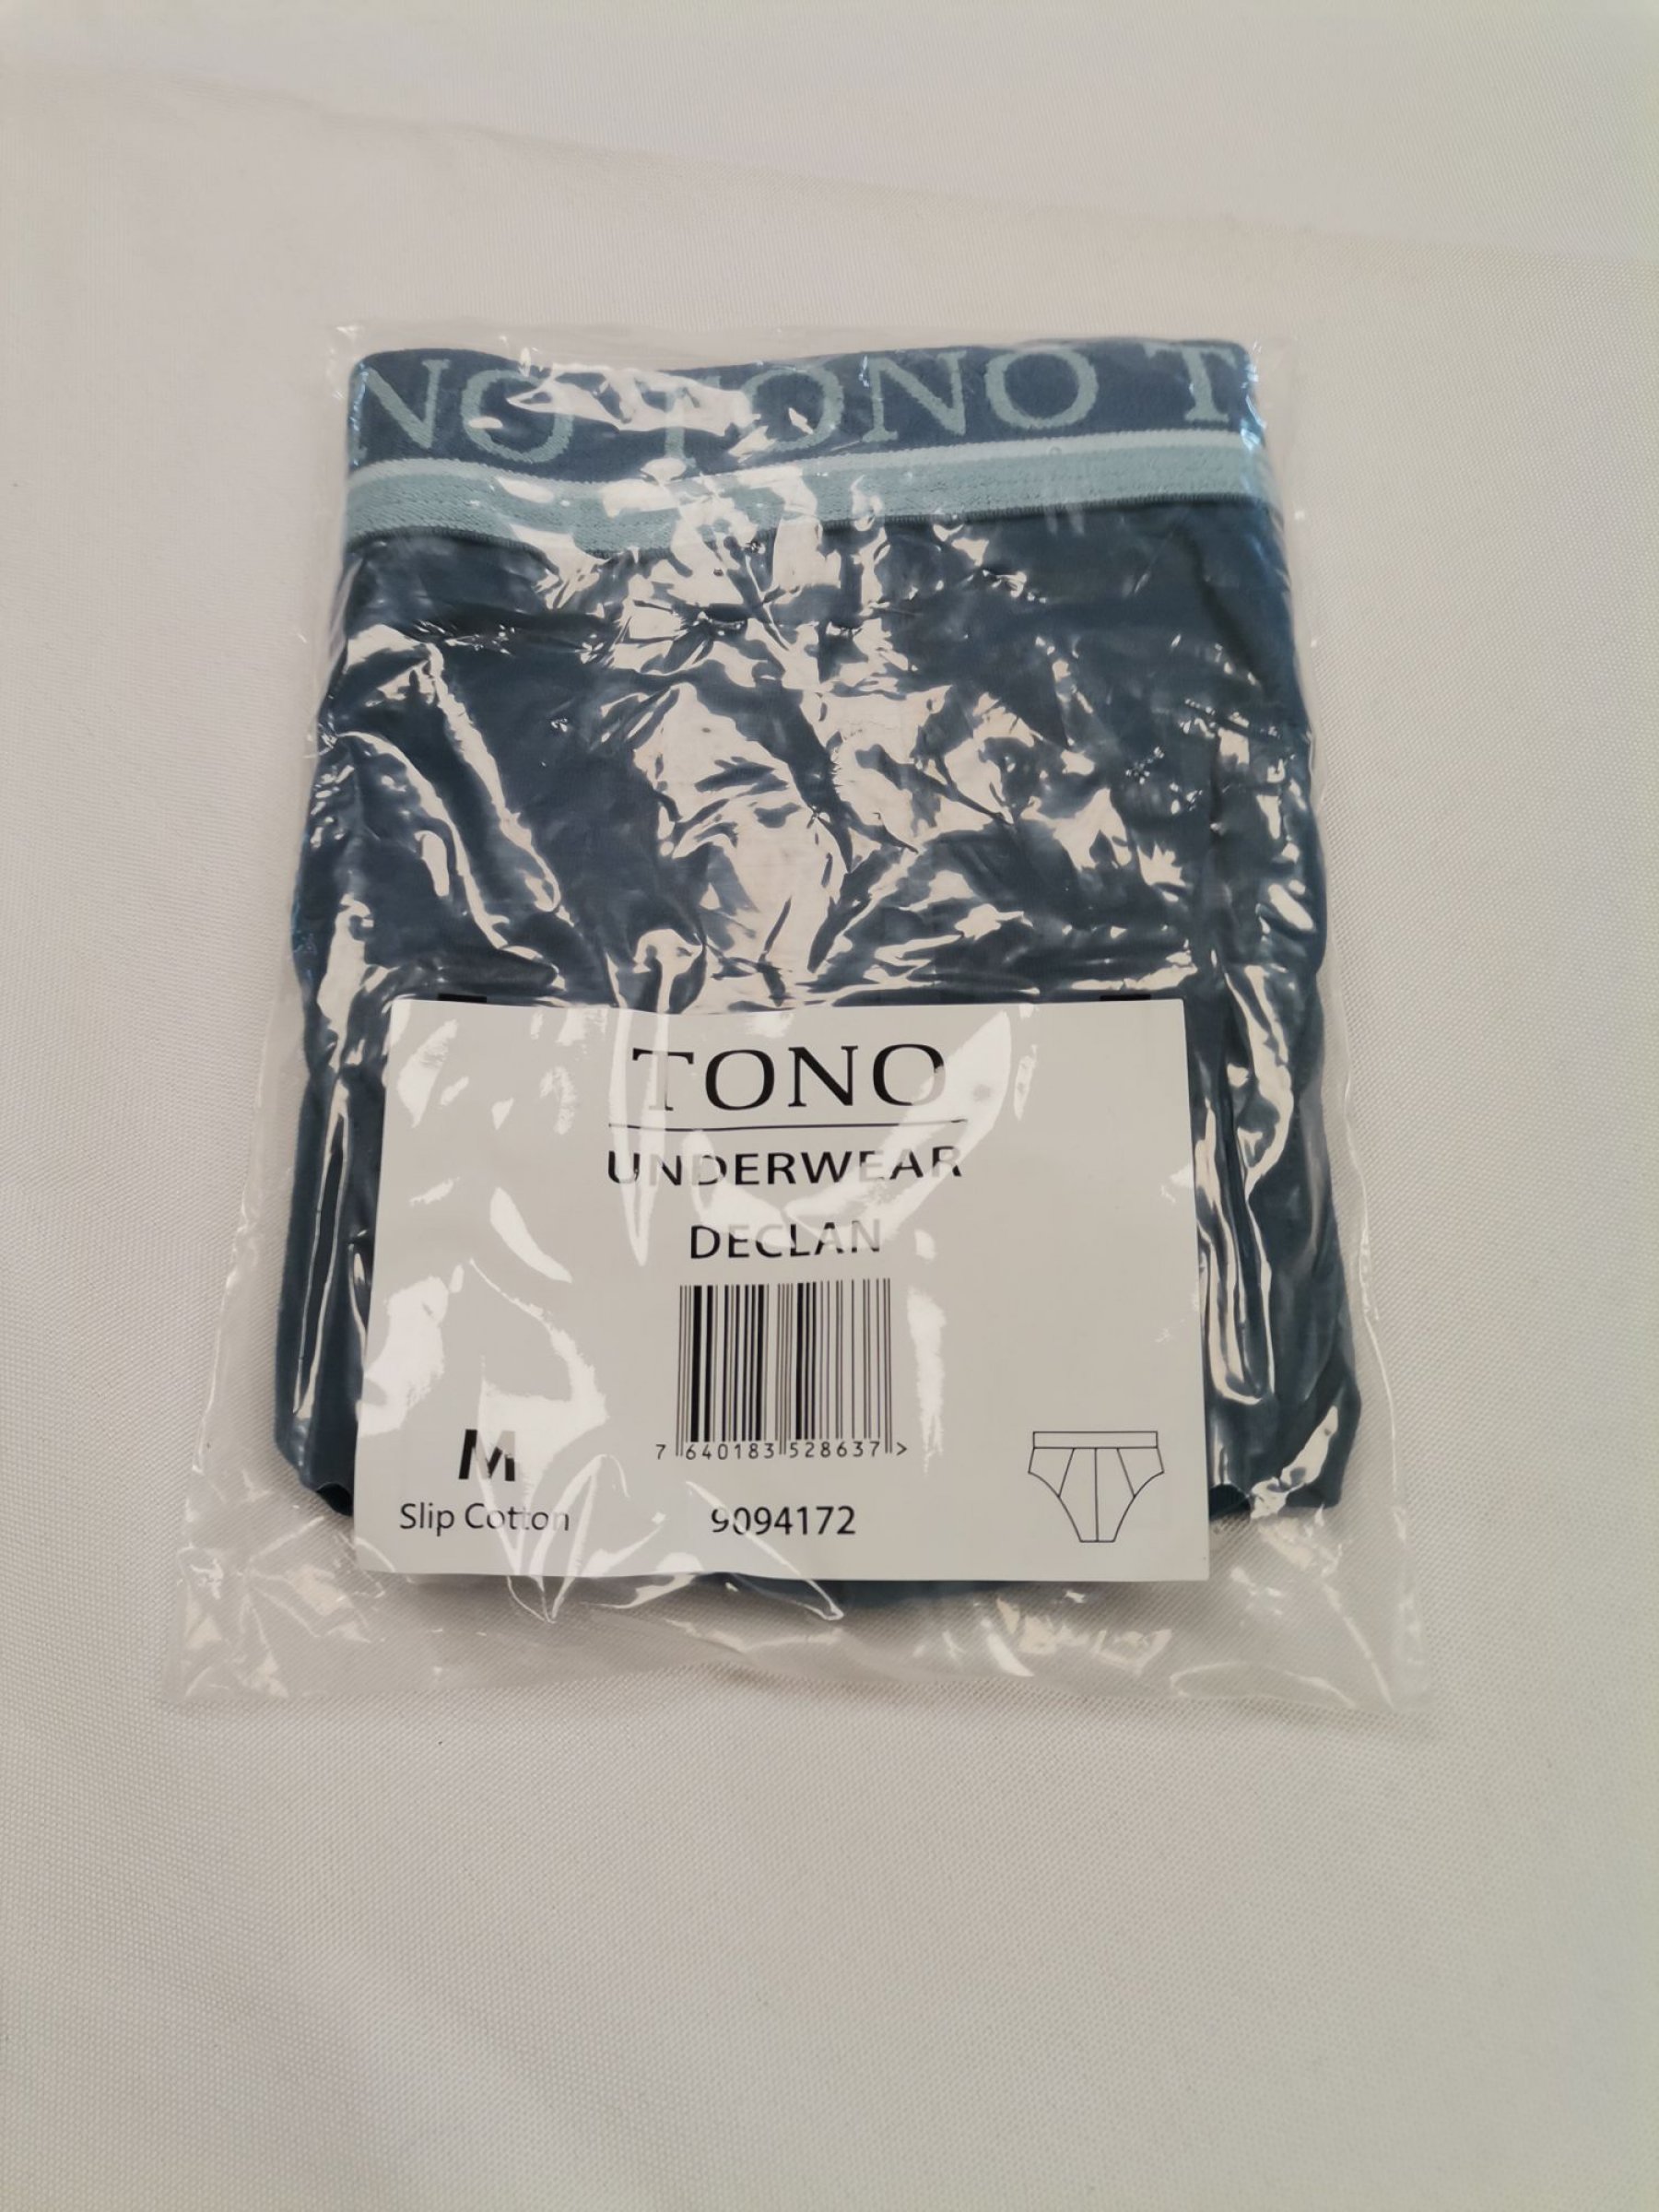 NO TONO T
TONO
UNDERWEAR
DECLAN
7 640183 528637 >
M
Slip Cotton
9094172